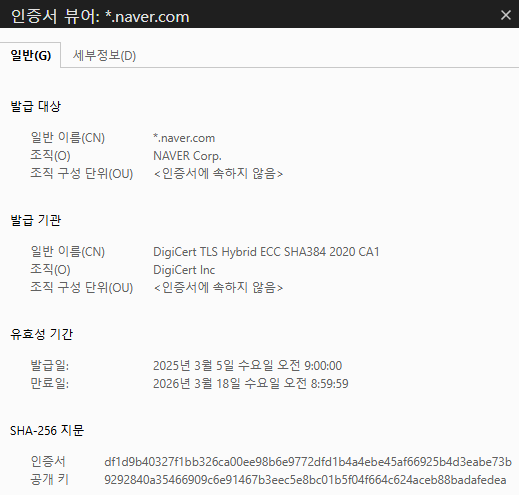 인증서 뷰어: *.naver.com
일반(G) 세부정보(D)
발급 대상
일반 이름(CN) *.naver.com
조직(O) NAVER Corp.
조직 구성 단위(OU) <인증서에 속하지 않음>
발급 기관
일반 이름(CN) DigiCert TLS Hybrid ECC SHA384 2020 CA1
조직(O) DigiCert Inc
조직 구성 단위(OU) <인증서에 속하지 않음>
유효성 기간
발급일: 2025년 3월 5일 수요일 오전 9:00:00
만료일: 2026년 3월 18일 수요일 오전 8:59:59
SHA-256 지문
인증서 df1d9b40327f1bb326ca00ee98b6e9772dfd1b4a4ebe45af66925b4d3eabe73b
공개 키 9292840a35466909c6e91467b3eec5e8bc01b5f04f664c624aceb88badafedea